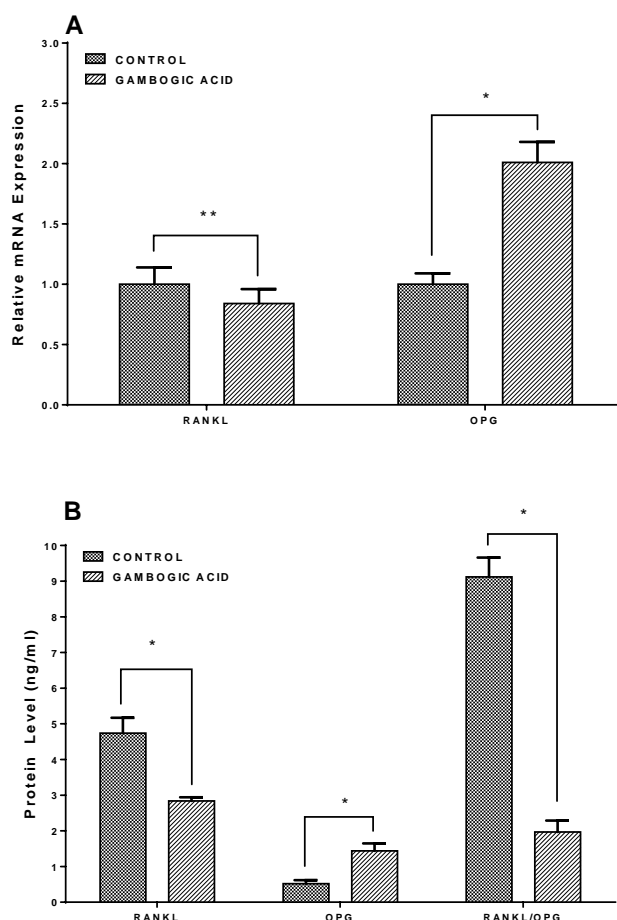 A
CONTROL
GAMBOGIC ACID
Relative mRNA Expression
3.0
2.5
2.0
1.5
1.0
0.5
0.0
**
*
RANKL
OPG
B
CONTROL
GAMBOGIC ACID
Protein Level (ng/ml)
10
9
8
7
6
5
4
3
2
1
0
*
*
*
RANKL
OPG
RANKL/OPG